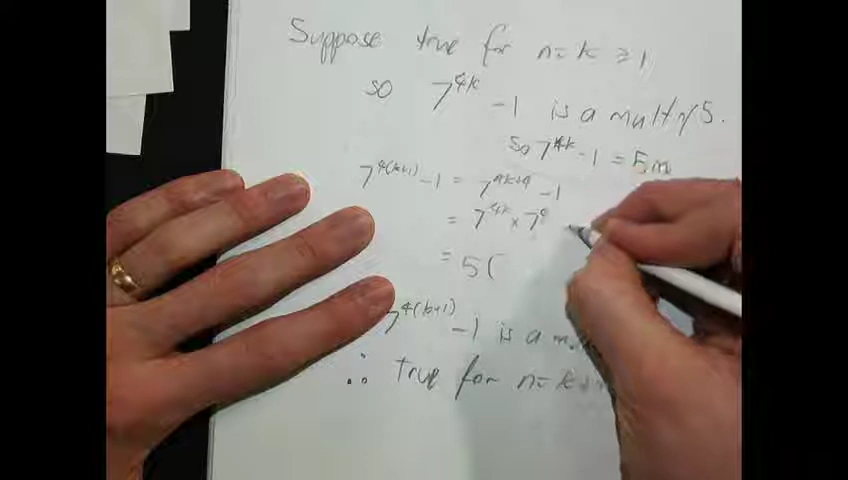 Suppose true for n = k ≥ 1
so 7^4k - 1 is a mult of 5.
so 7^4k - 1 = 5m
7^4(k+1) - 1 = 7^4k+4 - 1
= 7^4k × 7^4
= 5(
7^4(k+1) - 1 is a
∴ true for n = k +